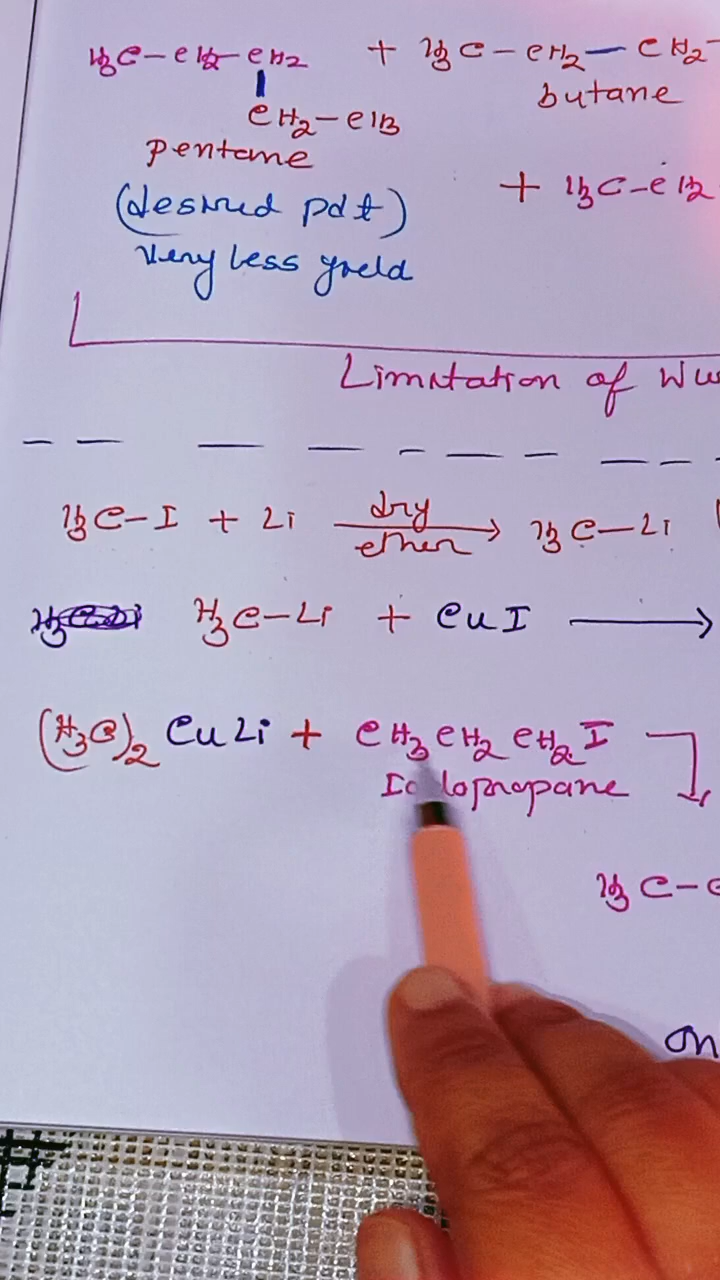 H3C-CH2-CH2 + H3C-CH2-CH2-
CH2-CH3 butane
pentane
+ H3C-CH2
(desired pdt)
very less yield
Limitation of Wu
H3C-I + Li dry ether → H3C-Li
H3C-Li + CuI →
(H3C)2 CuLi + CH3CH2CH2I
Iodopropane
H3C-C
on